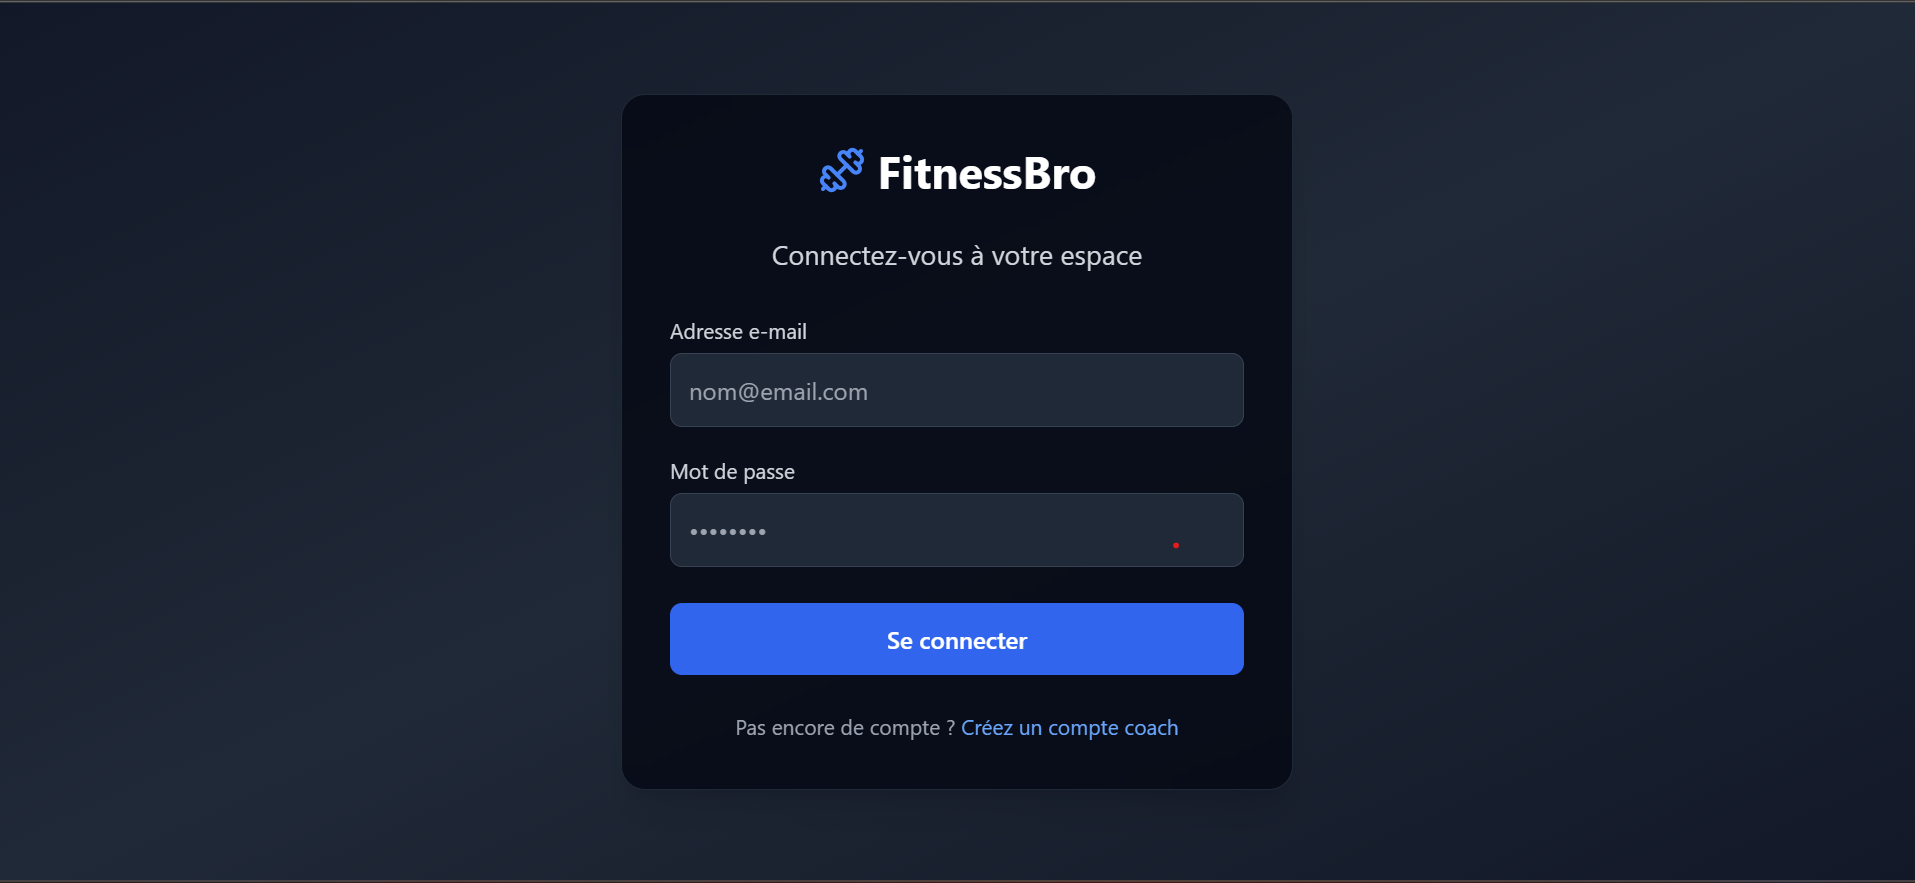 FitnessBro
Connectez-vous à votre espace
Adresse e-mail
nom@email.com
Mot de passe
••••••••
Se connecter
Pas encore de compte ? Créez un compte coach